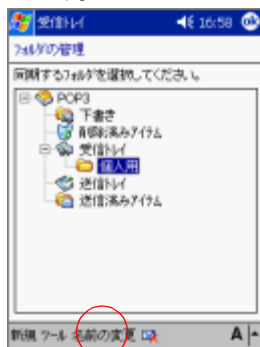 受信トレイ 16:58 ok
フォルダの管理
同期するフォルダを選択してください。
POP3
下書き
削除済みアイテム
受信トレイ
個人用
送信トレイ
送信済みアイテム
新規 ツール 名前の変更 A